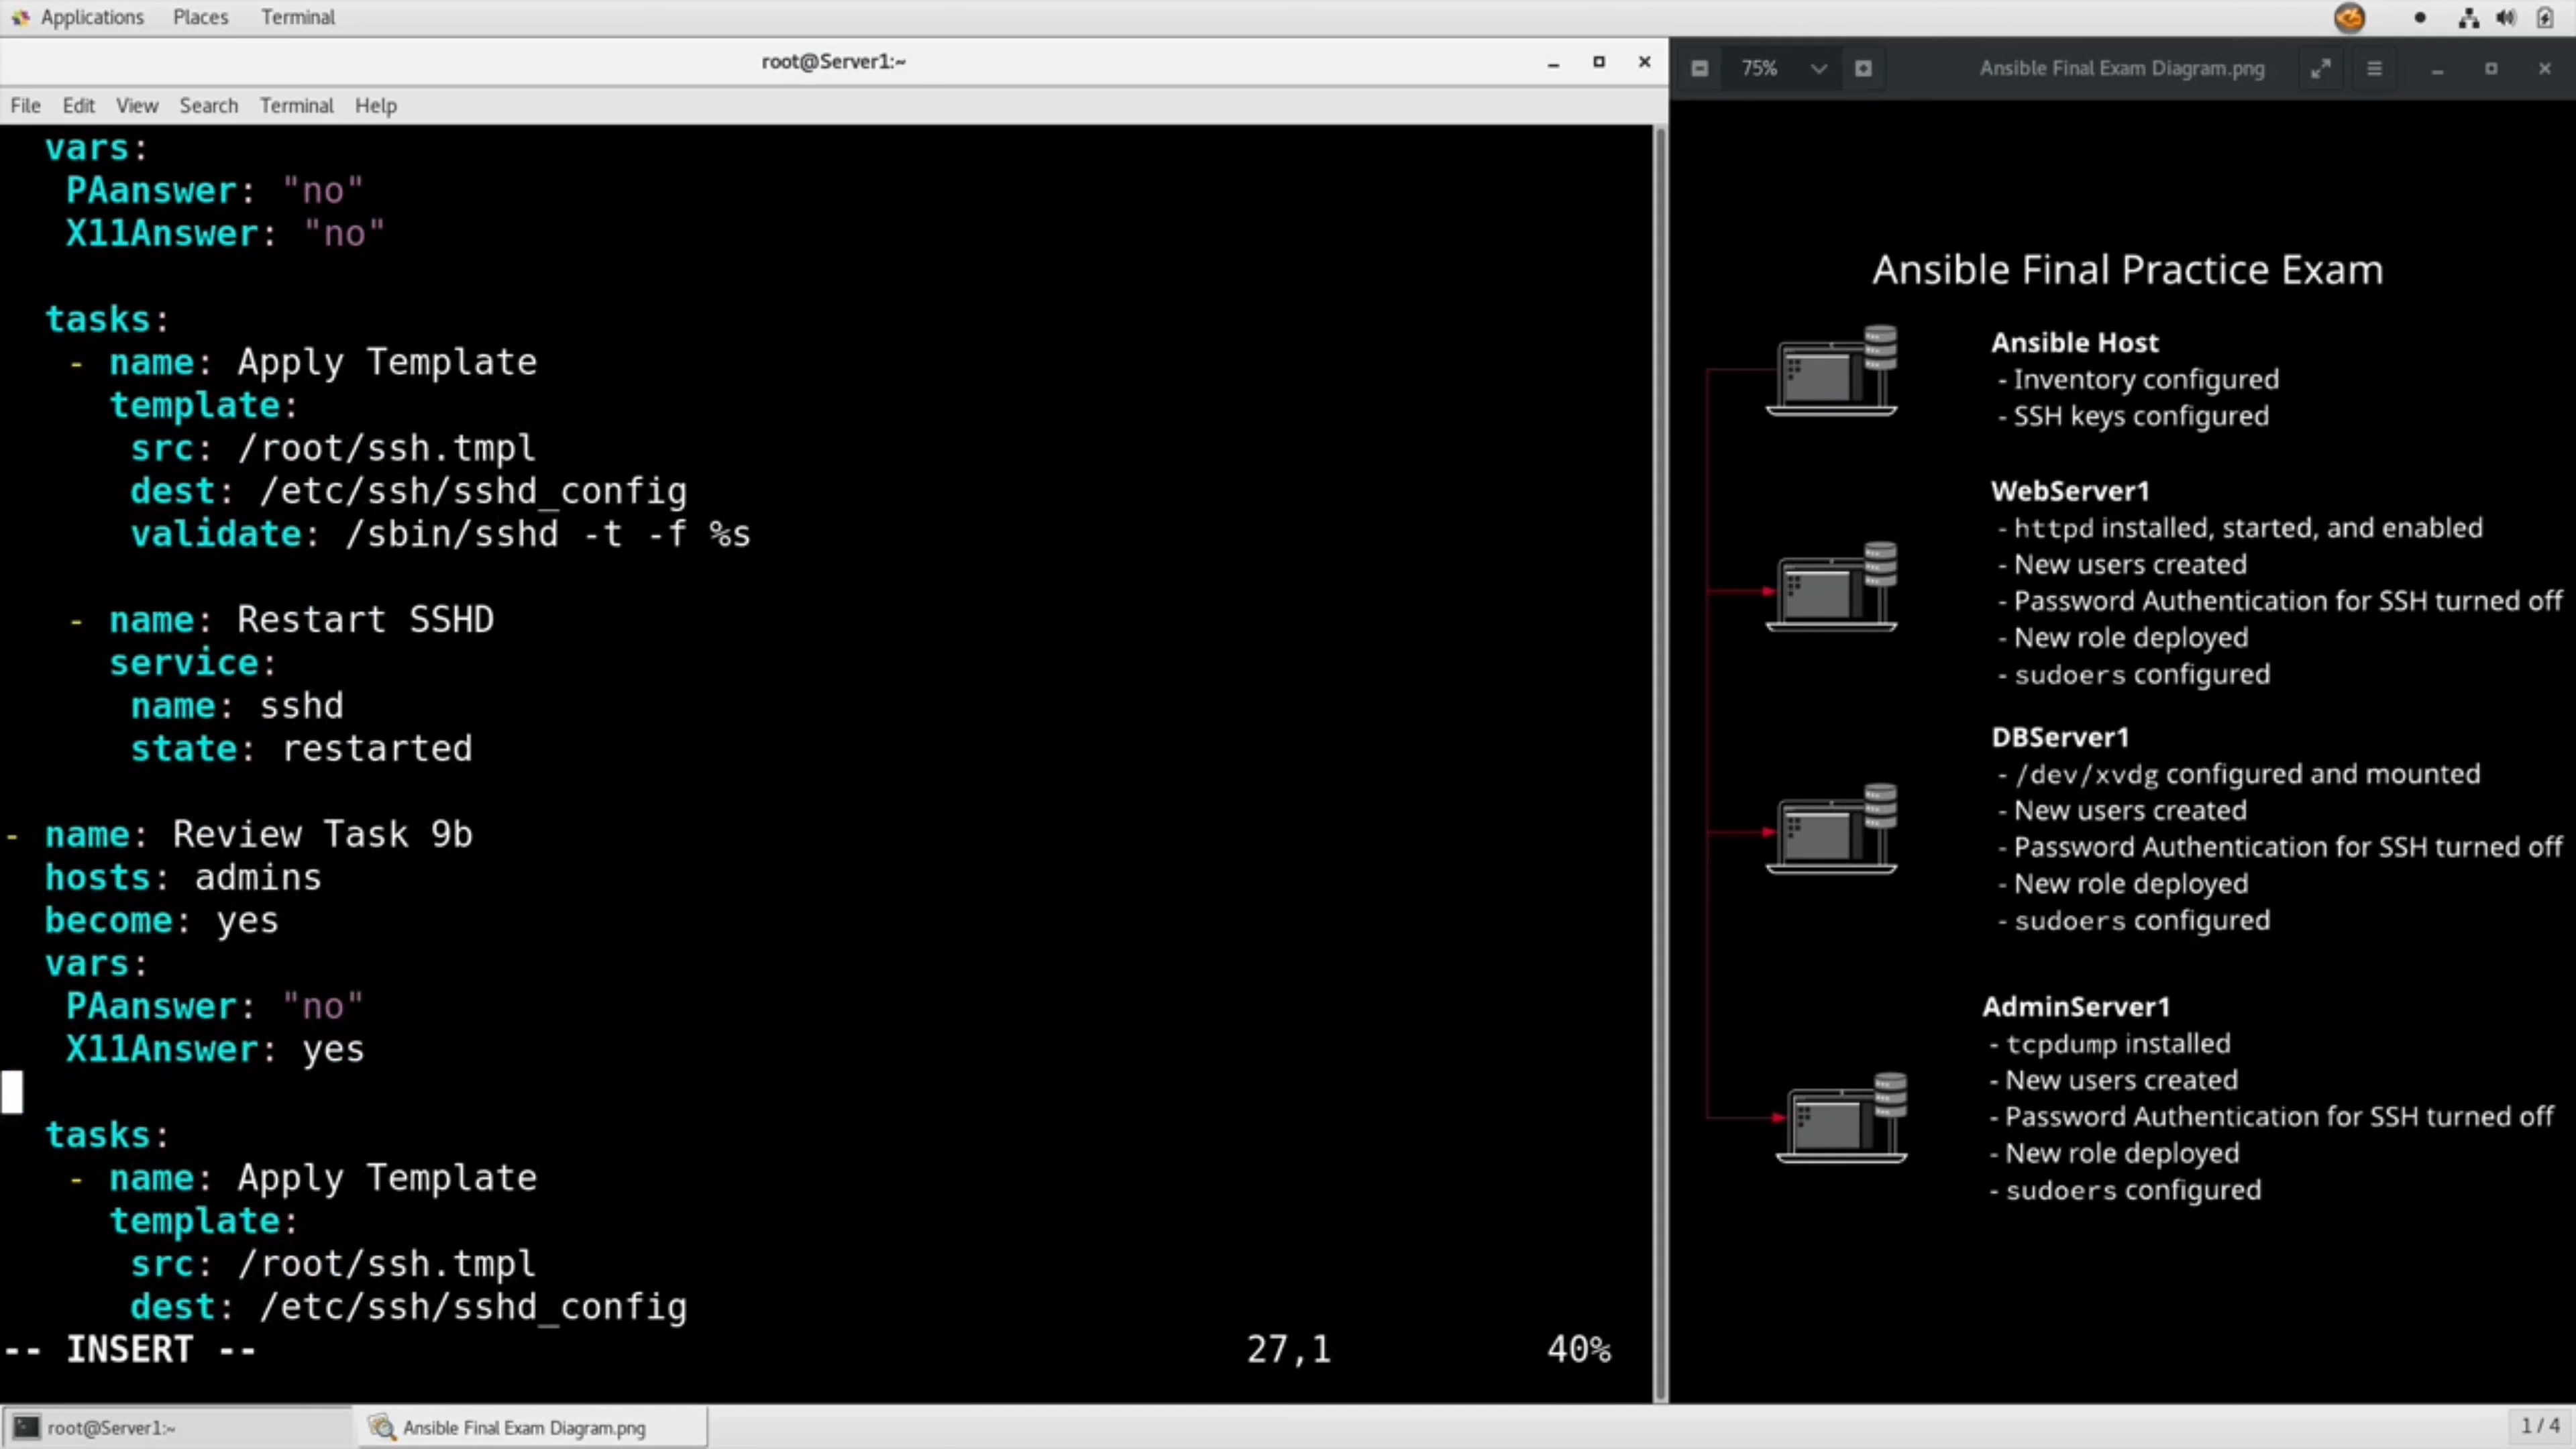 Applications Places Terminal
root@Server1:~
File Edit View Search Terminal Help
vars:
PAanswer: "no"
X11Answer: "no"
tasks:
- name: Apply Template
template:
src: /root/ssh.tmpl
dest: /etc/ssh/sshd_config
validate: /sbin/sshd -t -f %s
- name: Restart SSHD
service:
name: sshd
state: restarted
- name: Review Task 9b
hosts: admins
become: yes
vars:
PAanswer: "no"
X11Answer: yes
tasks:
- name: Apply Template
template:
src: /root/ssh.tmpl
dest: /etc/ssh/sshd_config
-- INSERT -- 27,1 40%
75% Ansible Final Exam Diagram.png
Ansible Final Practice Exam
Ansible Host
- Inventory configured
- SSH keys configured
WebServer1
- httpd installed, started, and enabled
- New users created
- Password Authentication for SSH turned off
- New role deployed
- sudoers configured
DBServer1
- /dev/xvdg configured and mounted
- New users created
- Password Authentication for SSH turned off
- New role deployed
- sudoers configured
AdminServer1
- tcpdump installed
- New users created
- Password Authentication for SSH turned off
- New role deployed
- sudoers configured
root@Server1:~ Ansible Final Exam Diagram.png 1 / 4